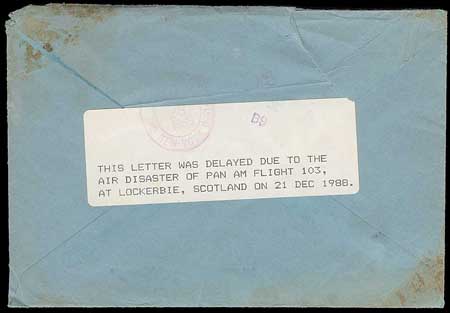 THIS LETTER WAS DELAYED DUE TO THE
AIR DISASTER OF PAN AM FLIGHT 103,
AT LOCKERBIE, SCOTLAND ON 21 DEC 1988.